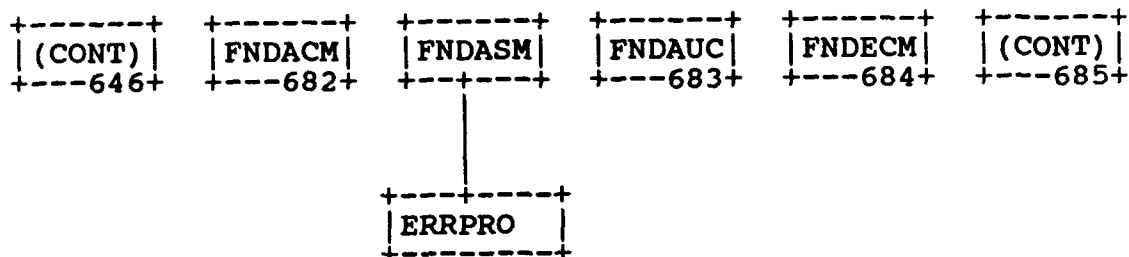 +-------+ +-------+ +-------+ +-------+ +-------+ +-------+
|(CONT)| |FNDACM| |FNDASM| |FNDAUC| |FNDECM| |(CONT)|
+---646+ +---682+ +---+---+ +---683+ +---684+ +---685+
+----+-----+
|ERRPRO |
+----------+